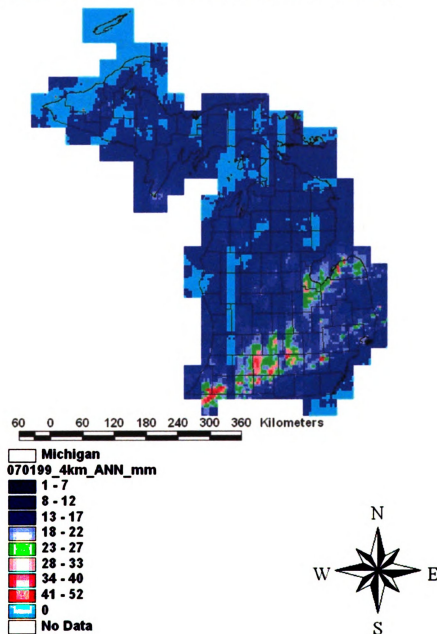 60 0 60 120 180 240 300 360 Kilometers
Michigan
070199_4km_ANN_mm
1 - 7
8 - 12
13 - 17
18 - 22
23 - 27
28 - 33
34 - 40
41 - 52
0
No Data
N
W E
S